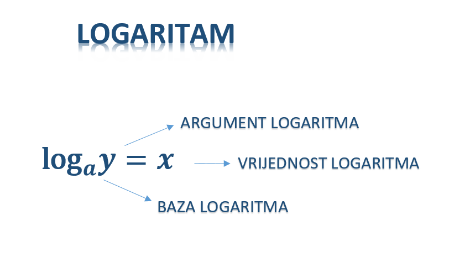 LOGARITAM
ARGUMENT LOGARITMA
logₐy = x
VRIJEDNOST LOGARITMA
BAZA LOGARITMA